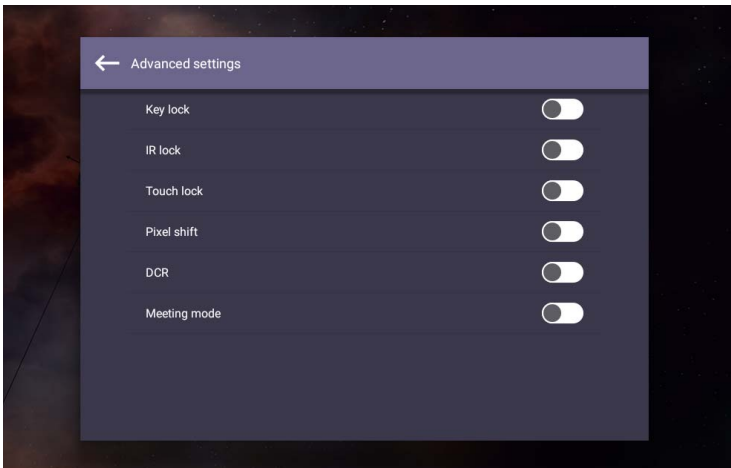 Advanced settings
Key lock
IR lock
Touch lock
Pixel shift
DCR
Meeting mode